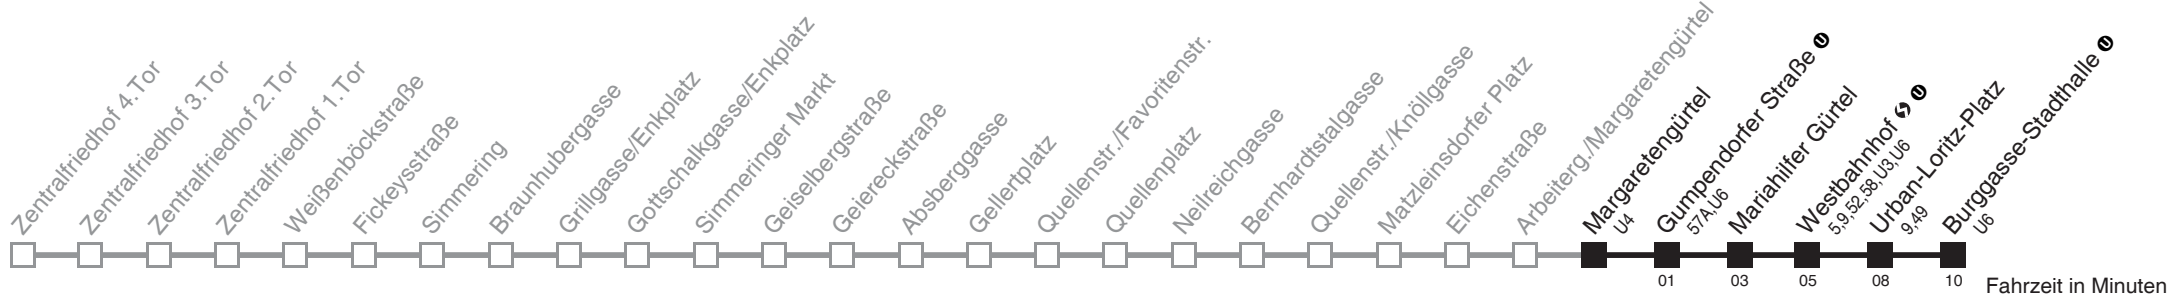 Zentralfriedhof 4.Tor
Zentralfriedhof 3.Tor
Zentralfriedhof 2.Tor
Zentralfriedhof 1.Tor
Weißenböckstraße
Fickeysstraße
Simmering
Braunhubergasse
Grillgasse/Enkplatz
Gottschalkgasse/Enkplatz
Simmeringer Markt
Geiselbergstraße
Geiereckstraße
Absberggasse
Gellertplatz
Quellenstr./Favoritenstr.
Quellenplatz
Neilreichgasse
Bernhardtstalgasse
Quellenstr./Knöllgasse
Matzleinsdorfer Platz
Eichenstraße
Arbeiterg./Margaretengürtel
Margaretengürtel
U4
Gumpendorfer Straße U
57A,U6
Mariahilfer Gürtel
Westbahnhof S U
5,9,52,58,U3,U6
Urban-Loritz-Platz
9,49
Burggasse-Stadthalle U
U6
01 03 05 08 10 Fahrzeit in Minuten